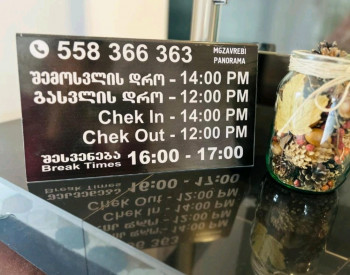 558 366 363
MGZAVREBI
PANORAMA
ᲨᲔᲛᲝᲡᲕᲚᲘᲡ ᲓᲠᲝ - 14:00 PM
ᲒᲐᲡᲕᲚᲘᲡ ᲓᲠᲝ - 12:00 PM
Chek In - 14:00 PM
Chek Out - 12:00 PM
ᲨᲔᲡᲕᲔᲜᲔᲑᲐ 16:00 - 17:00
Break Times